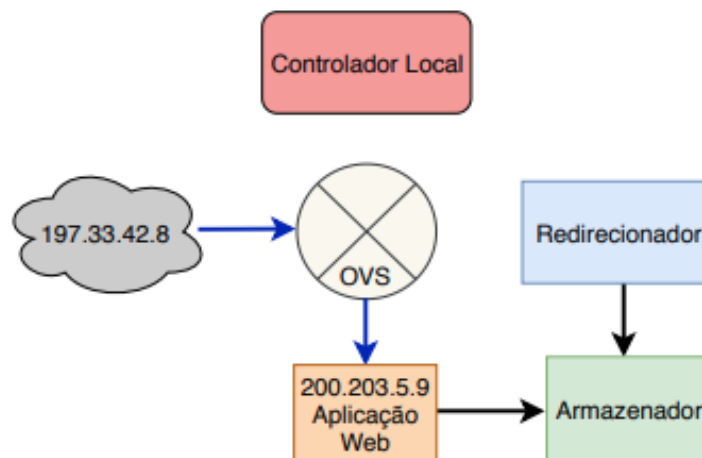 Controlador Local
197.33.42.8
OVS
Redirecionador
200.203.5.9
Aplicação
Web
Armazenador